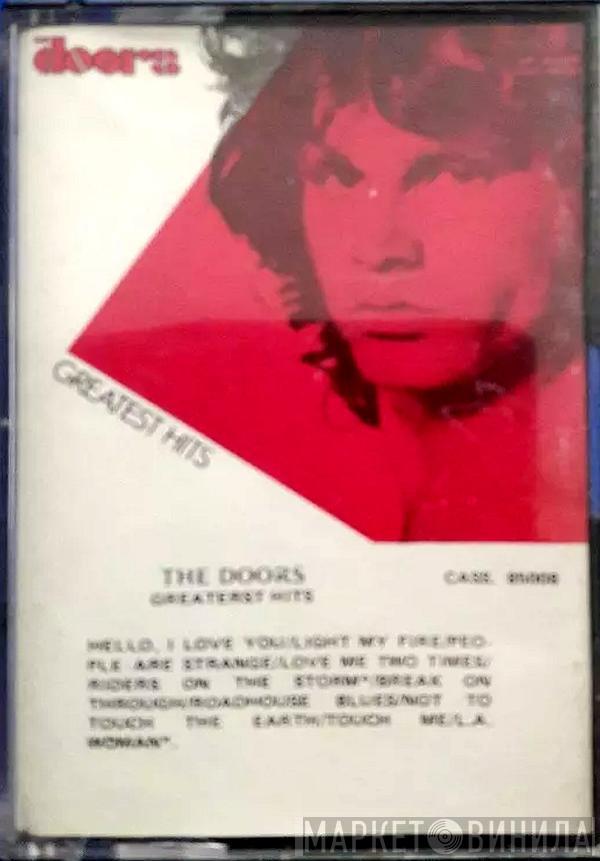 the doors
GREATEST HITS
THE DOORS
CASS.
GREATERST HITS
HELLO, I LOVE YOU/LIGHT MY FIRE/PEO-
PLE ARE STRANGE/LOVE ME TWO TIMES/
RIDERS ON THE STORM*/BREAK ON
THROUGH/ROADHOUSE BLUES/NOT TO
TOUCH THE EARTH/TOUCH ME/L.A.
WOMAN*.
МАРКЕТ ВИНИЛА